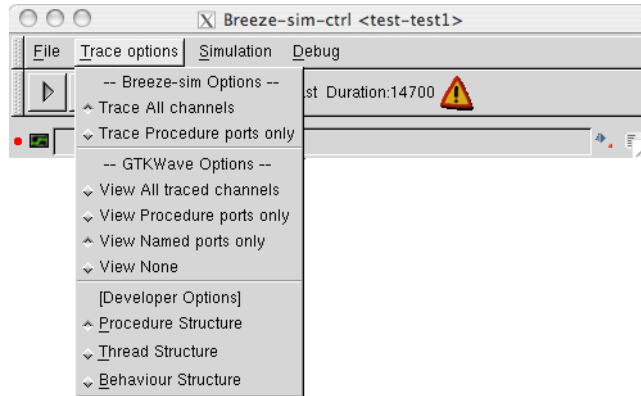 Breeze-sim-ctrl <test-test1>
File Trace options Simulation Debug
st Duration:14700
-- Breeze-sim Options --
Trace All channels
Trace Procedure ports only
-- GTKWave Options --
View All traced channels
View Procedure ports only
View Named ports only
View None
[Developer Options]
Procedure Structure
Thread Structure
Behaviour Structure